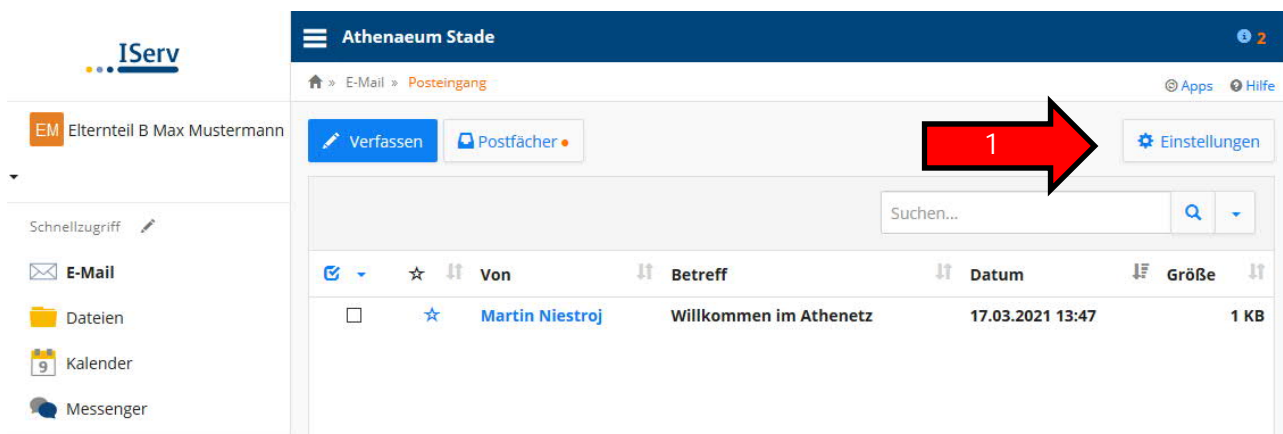 IServ
Athenaeum Stade
2
» E-Mail » Posteingang
Apps Hilfe
EM Elternteil B Max Mustermann
Verfassen Postfächer
1
Einstellungen
Suchen...
Schnellzugriff
E-Mail
Von Betreff Datum Größe
Martin Niestroj Willkommen im Athenetz 17.03.2021 13:47 1 KB
Dateien
9 Kalender
Messenger